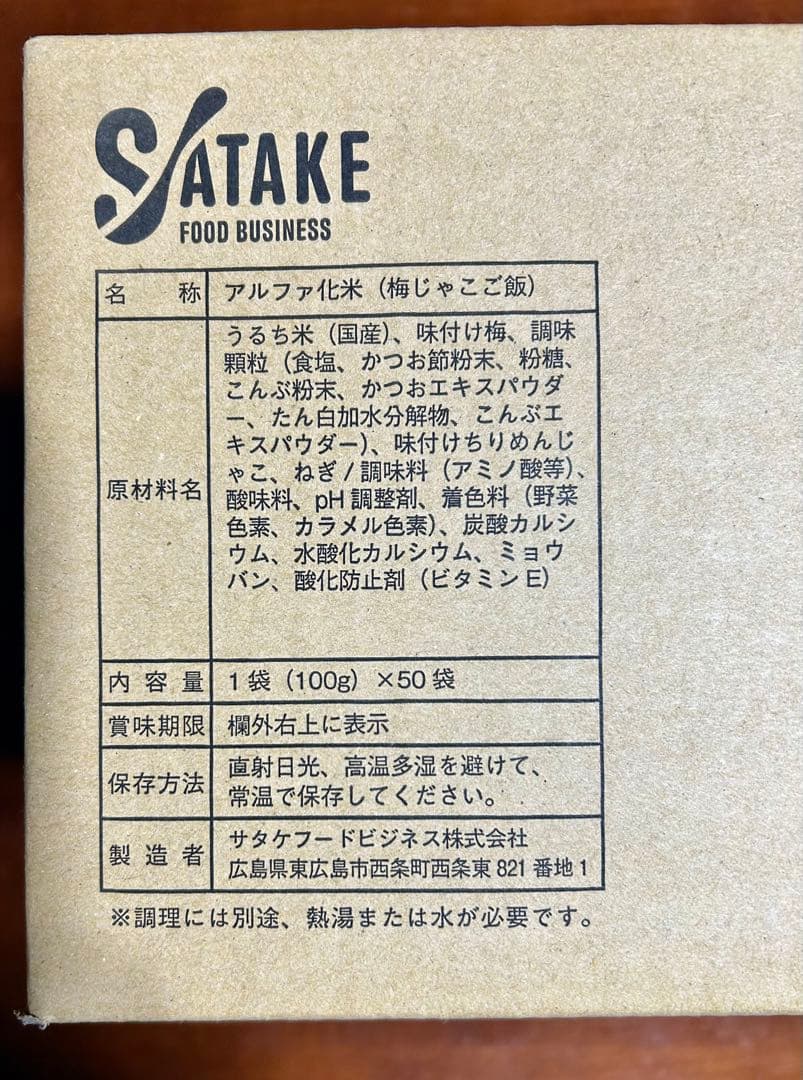 SATAKE
FOOD BUSINESS
名称 アルファ化米（梅じゃこご飯）
原材料名 うるち米（国産）、味付け梅、調味
顆粒（食塩、かつお節粉末、粉糖、
こんぶ粉末、かつおエキスパウダ
ー、たん白加水分解物、こんぶエ
キスパウダー）、味付けちりめんじ
ゃこ、ねぎ / 調味料（アミノ酸等）、
酸味料、pH 調整剤、着色料（野菜
色素、カラメル色素）、炭酸カルシ
ウム、水酸化カルシウム、ミョウ
バン、酸化防止剤（ビタミン E）
内容量 1 袋（100g）×50 袋
賞味期限 欄外右上に表示
保存方法 直射日光、高温多湿を避けて、
常温で保存してください。
製造者 サタケフードビジネス株式会社
広島県東広島市西条町西条東 821 番地 1
※調理には別途、熱湯または水が必要です。